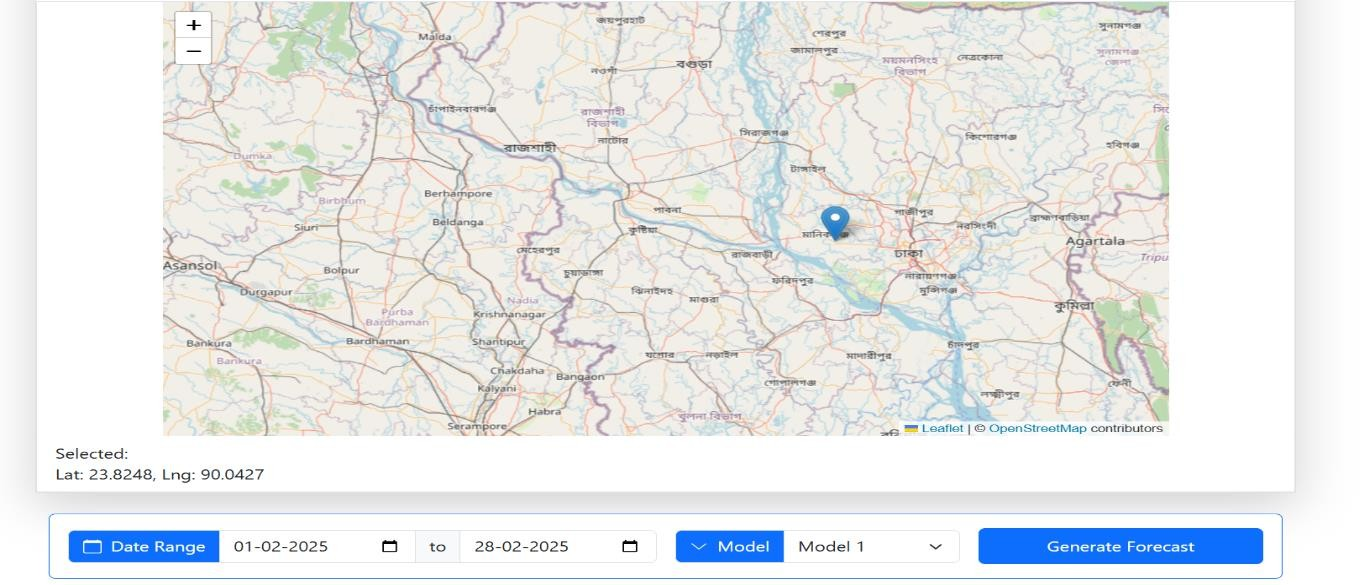 +
−
জয়পুরহাট
Malda
শেরপুর
জামালপুর
সুনামগঞ্জ
সুনামগঞ্জ
জেলা
নওগাঁ
বগুড়া
ময়মনসিংহ
বিভাগ
নেত্রকোনা
চাঁপাইনবাবগঞ্জ
রাজশাহী
বিভাগ
নাটোর
সিরাজগঞ্জ
কিশোরগঞ্জ
হবিগঞ্জ
রাজশাহী
Dumka
টাঙ্গাইল
Birbhum
Berhampore
পাবনা
গাজীপুর
Siuri
Beldanga
কুষ্টিয়া
নরসিংদী
ব্রাহ্মণবাড়িয়া
Agartala
মেহেরপুর
রাজবাড়ী
ঢাকা
Asansol
Bolpur
চুয়াডাঙ্গা
ফরিদপুর
নারায়ণগঞ্জ
মুন্সিগঞ্জ
Durgapur
Nadia
ঝিনাইদহ
মাগুরা
কুমিল্লা
Purba
Bardhaman
Krishnanagar
Bankura
Bardhaman
Shantipur
যশোর
নড়াইল
মাদারীপুর
চাঁদপুর
Bankura
Chakdaha
Bangaon
গোপালগঞ্জ
ফেনী
Kalyani
লক্ষ্মীপুর
Habra
খুলনা বিভাগ
Serampore
Leaflet | © OpenStreetMap contributors
Selected:
Lat: 23.8248, Lng: 90.0427
Date Range 01-02-2025 to 28-02-2025 Model Model 1 Generate Forecast